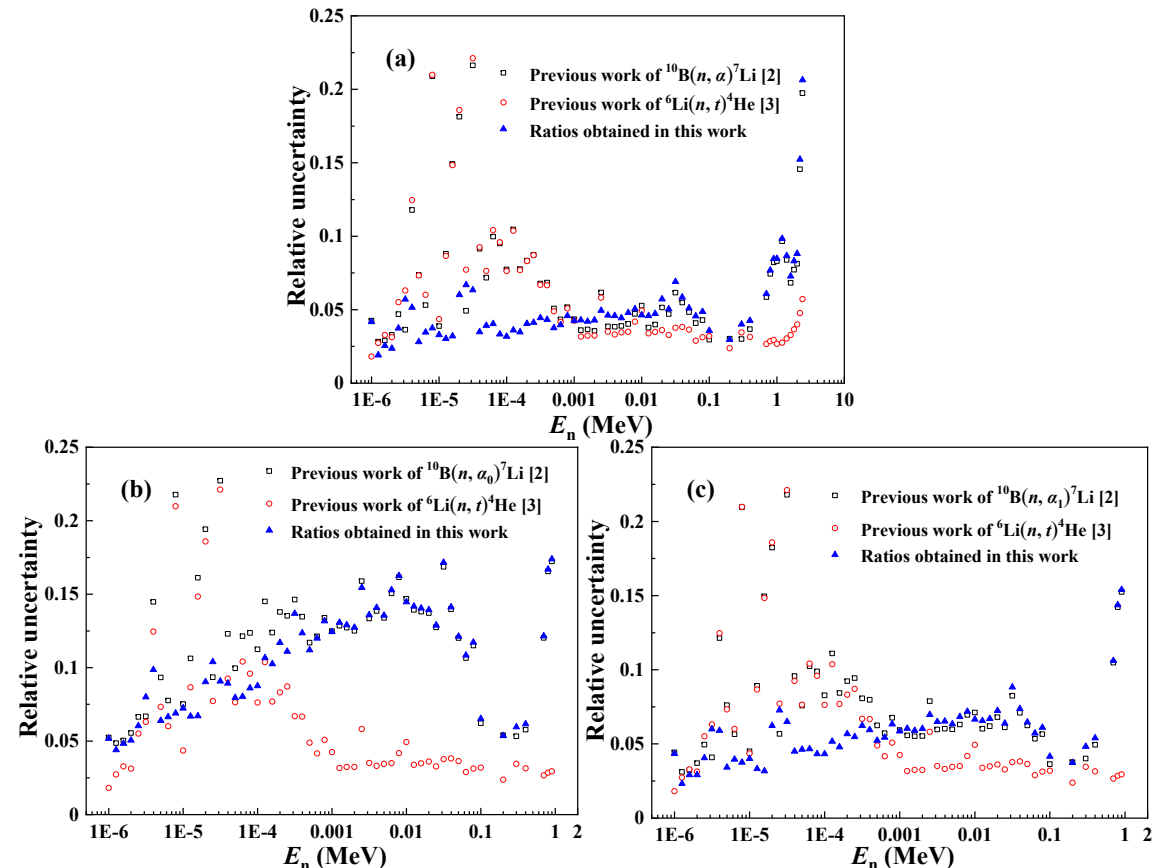 (a)
Previous work of ¹⁰B(n, α)⁷Li [2]
Previous work of ⁶Li(n, t)⁴He [3]
Ratios obtained in this work
Relative uncertainty
0.25
0.2
0.15
0.1
0.05
0
1E-6 1E-5 1E-4 0.001 0.01 0.1 1 10
Eₙ (MeV)
(b)
Previous work of ¹⁰B(n, α₀)⁷Li [2]
Previous work of ⁶Li(n, t)⁴He [3]
Ratios obtained in this work
Relative uncertainty
0.25
0.2
0.15
0.1
0.05
0
1E-6 1E-5 1E-4 0.001 0.01 0.1 1 2
Eₙ (MeV)
(c)
Previous work of ¹⁰B(n, α₁)⁷Li [2]
Previous work of ⁶Li(n, t)⁴He [3]
Ratios obtained in this work
Relative uncertainty
0.25
0.2
0.15
0.1
0.05
0
1E-6 1E-5 1E-4 0.001 0.01 0.1 1 2
Eₙ (MeV)